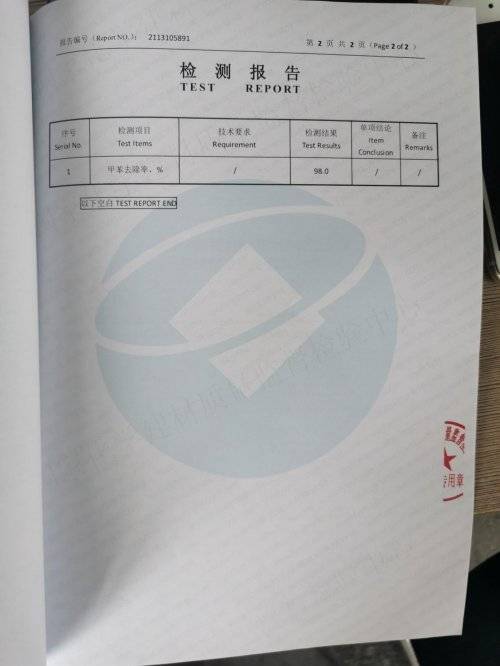 报告编号（Report NO.）： 2113105891 第 2 页 共 2 页（Page 2 of 2 ）
检 测 报 告
TEST REPORT
序号 Serial No. 检测项目 Test Items 技术要求 Requirement 检测结果 Test Results 单项结论 Item Conclusion 备注 Remarks
1 甲苯去除率，% / 98.0 / /
以下空白 TEST REPORT END
专用章